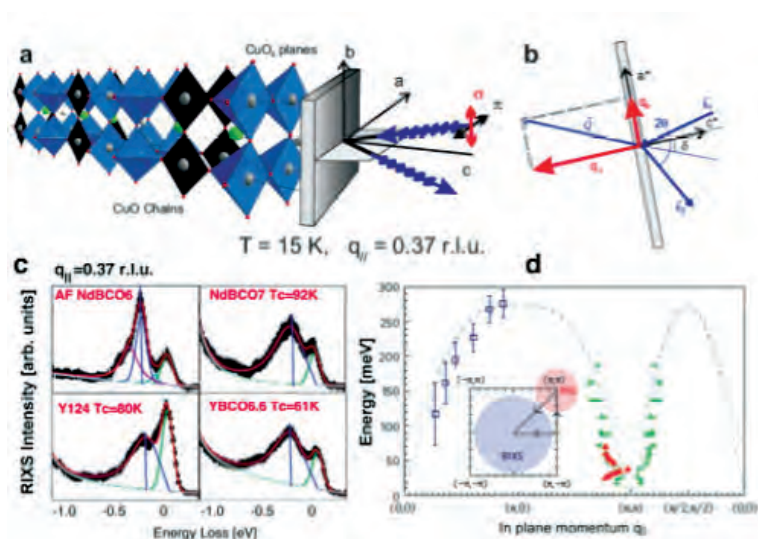 a
CuO₂ planes
b
a
c
σ
π
CuO Chains
b
a*
c*
2θ
δ
T = 15 K, q// = 0.37 r.l.u.
c
q|| =0.37 r.l.u.
d
AF NdBCO6
NdBCO7 Tc=92K
Y124 Tc=80K
YBCO6.6 Tc=61K
RIXS Intensity [arb. units]
-1.0
-0.5
0
-1.0
-0.5
0
Energy Loss [eV]
Energy [meV]
300
250
200
150
100
50
0
(-π,π)
(π,π)
RIXS
(-π,-π)
(π,-π)
(0,0)
(π,0)
(π,π)
(π/2,π/2)
(0,0)
In plane momentum q||